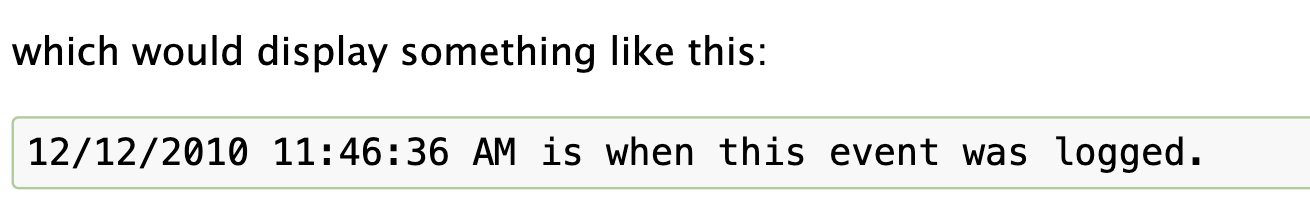 which would display something like this:
12/12/2010 11:46:36 AM is when this event was logged.